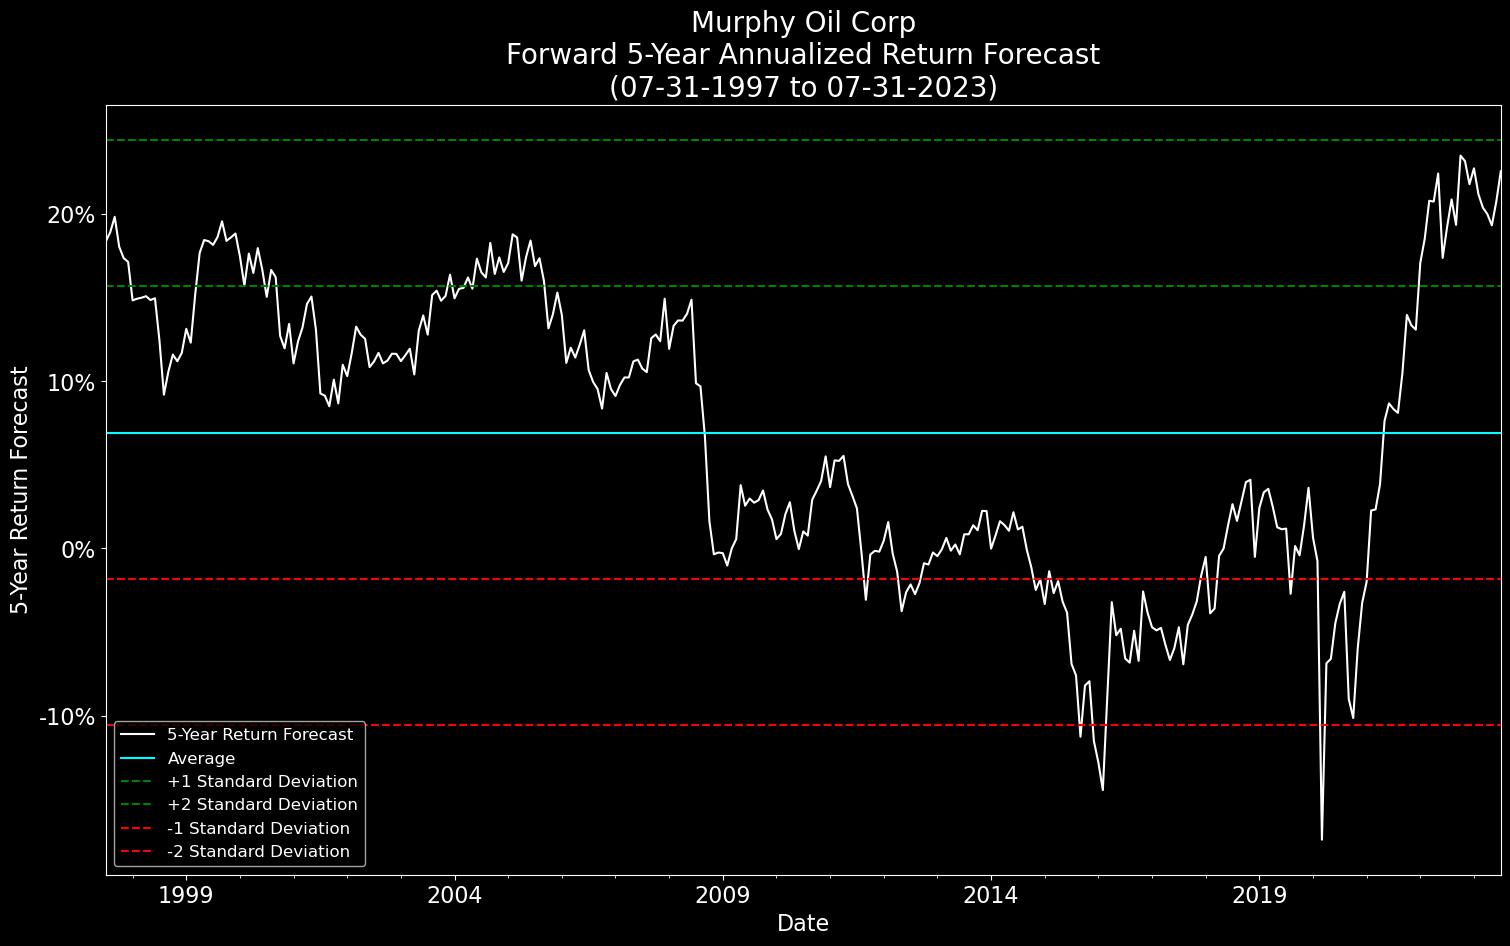 Murphy Oil Corp
Forward 5-Year Annualized Return Forecast
(07-31-1997 to 07-31-2023)
5-Year Return Forecast
20%
10%
0%
-10%
5-Year Return Forecast
Average
+1 Standard Deviation
+2 Standard Deviation
-1 Standard Deviation
-2 Standard Deviation
1999
2004
2009
2014
2019
Date